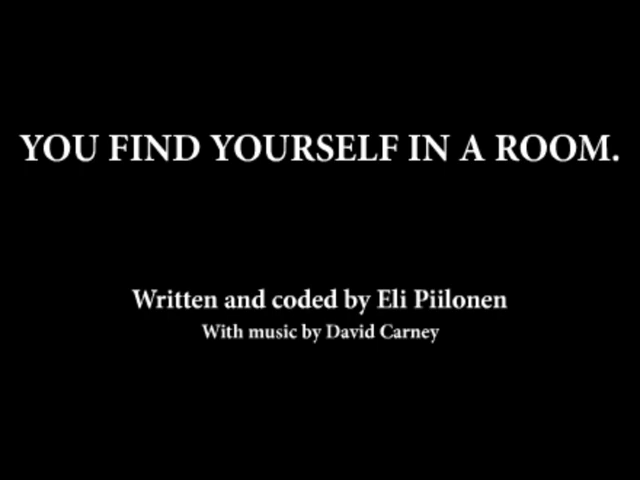 YOU FIND YOURSELF IN A ROOM.
Written and coded by Eli Piilonen
With music by David Carney